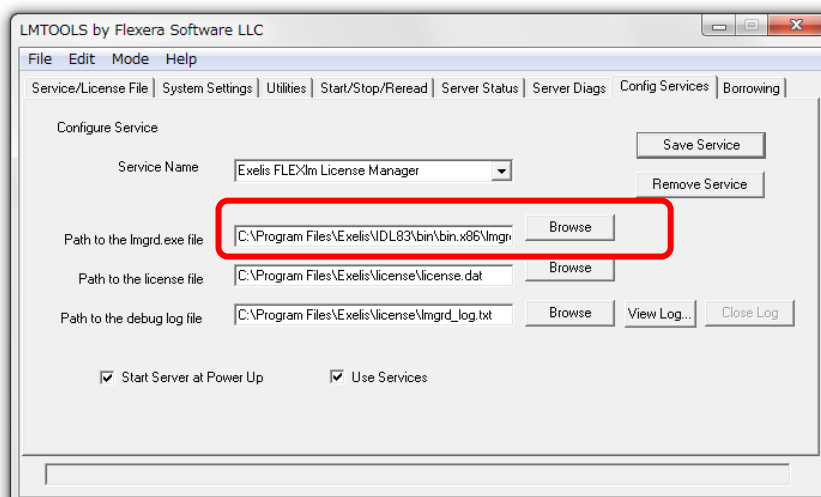 LMTOOLS by Flexera Software LLC
File Edit Mode Help
Service/License File System Settings Utilities Start/Stop/Reread Server Status Server Diags Config Services Borrowing
Configure Service
Save Service
Service Name Exelis FLEXlm License Manager
Remove Service
Path to the lmgrd.exe file C:\Program Files\Exelis\IDL83\bin\bin.x86\lmgr Browse
Path to the license file C:\Program Files\Exelis\license\license.dat Browse
Path to the debug log file C:\Program Files\Exelis\license\lmgrd_log.txt Browse View Log... Close Log
Start Server at Power Up Use Services